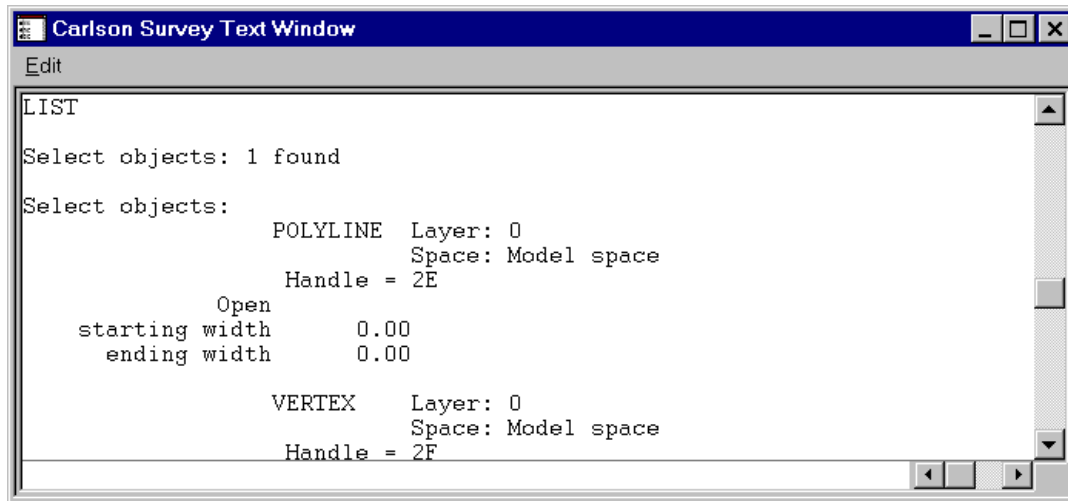 Carlson Survey Text Window
Edit
LIST
Select objects: 1 found
Select objects:
POLYLINE Layer: 0
Space: Model space
Handle = 2E
Open
starting width 0.00
ending width 0.00
VERTEX Layer: 0
Space: Model space
Handle = 2F